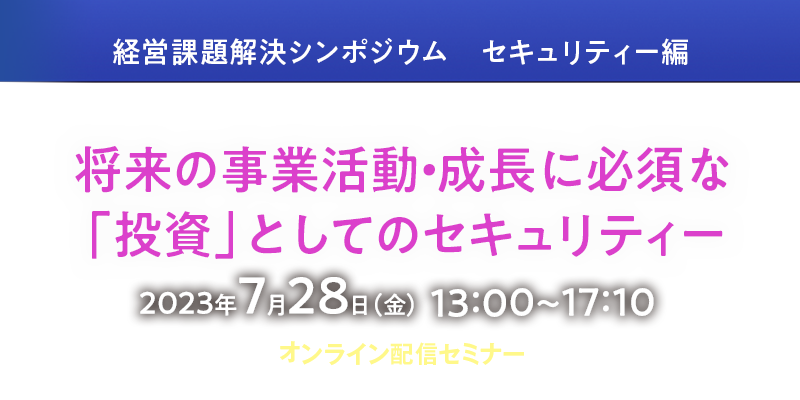 経営課題解決シンポジウム　セキュリティー編
将来の事業活動・成長に必須な
「投資」としてのセキュリティー
2023年7月28日（金）13:00~17:10
オンライン配信セミナー